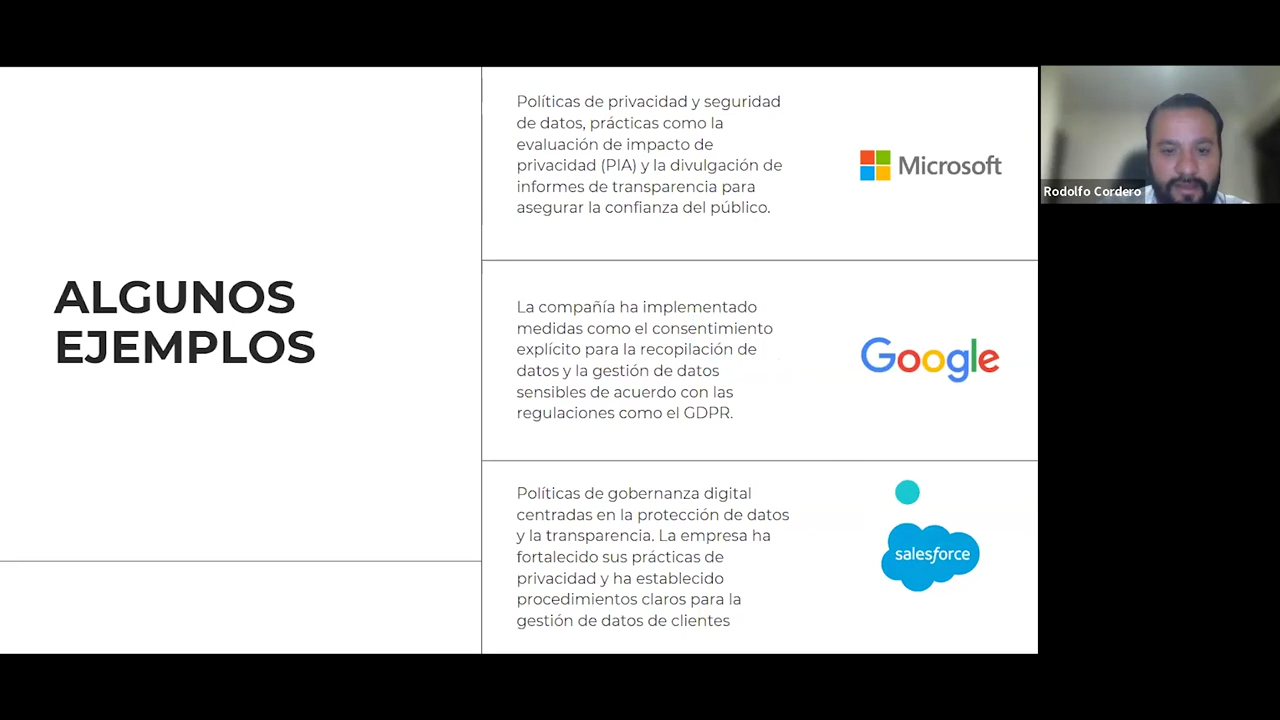 ALGUNOS
EJEMPLOS
Políticas de privacidad y seguridad
de datos, prácticas como la
evaluación de impacto de
privacidad (PIA) y la divulgación de
informes de transparencia para
asegurar la confianza del público.
Microsoft
La compañía ha implementado
medidas como el consentimiento
explícito para la recopilación de
datos y la gestión de datos
sensibles de acuerdo con las
regulaciones como el GDPR.
Google
Políticas de gobernanza digital
centradas en la protección de datos
y la transparencia. La empresa ha
fortalecido sus prácticas de
privacidad y ha establecido
procedimientos claros para la
gestión de datos de clientes
salesforce
Rodolfo Cordero